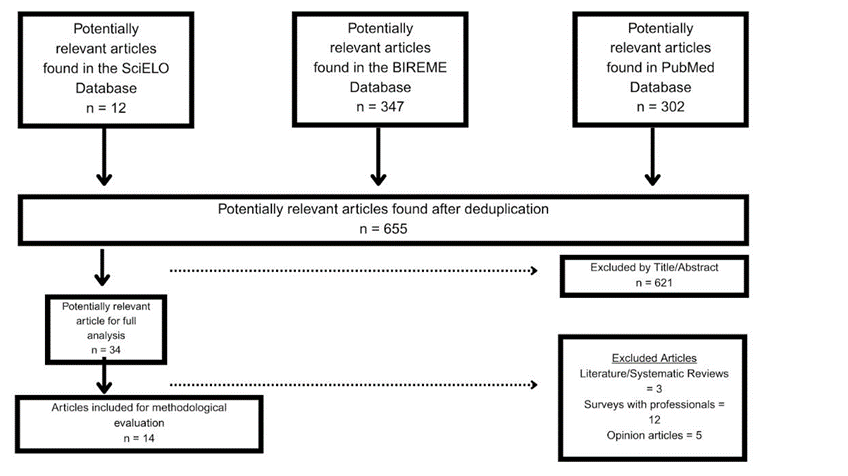 Potentially
relevant articles
found in the SciELO
Database
n = 12
Potentially
relevant articles
found in the BIREME
Database
n = 347
Potentially
relevant articles
found in PubMed
Database
n = 302
Potentially relevant articles found after deduplication
n = 655
Excluded by Title/Abstract
n = 621
Potentially relevant
article for full
analysis
n = 34
Excluded Articles
Literature/Systematic Reviews
= 3
Surveys with professionals =
12
Opinion articles = 5
Articles included for methodological
evaluation
n = 14